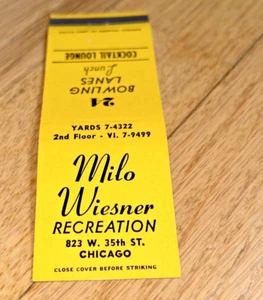 COCKTAIL LOUNGE
Lunch
BOWLING
LANES
24
YARDS 7-4322
2nd Floor - VI. 7-9499
Milo
Wiesner
RECREATION
823 W. 35th ST.
CHICAGO
CLOSE COVER BEFORE STRIKING